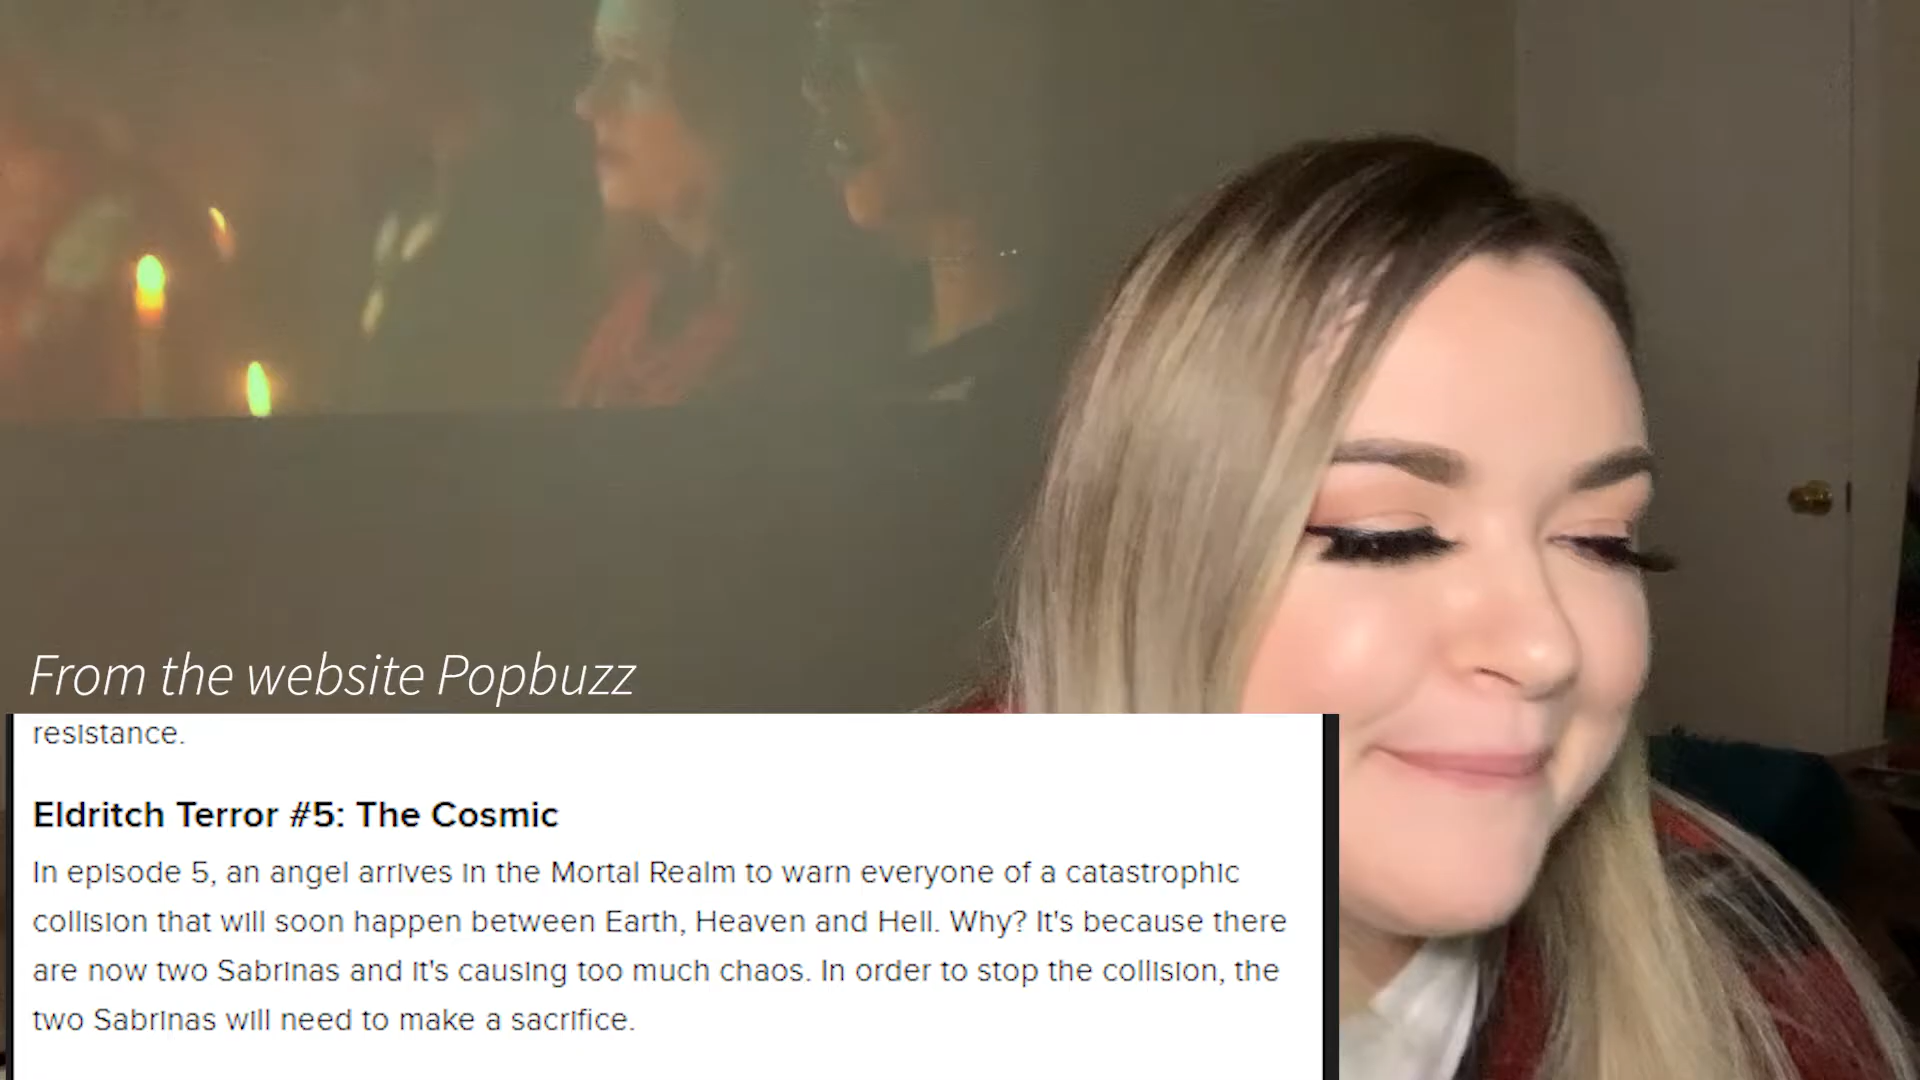 From the website Popbuzz
resistance.
Eldritch Terror #5: The Cosmic
In episode 5, an angel arrives in the Mortal Realm to warn everyone of a catastrophic
collision that will soon happen between Earth, Heaven and Hell. Why? It's because there
are now two Sabrinas and it's causing too much chaos. In order to stop the collision, the
two Sabrinas will need to make a sacrifice.